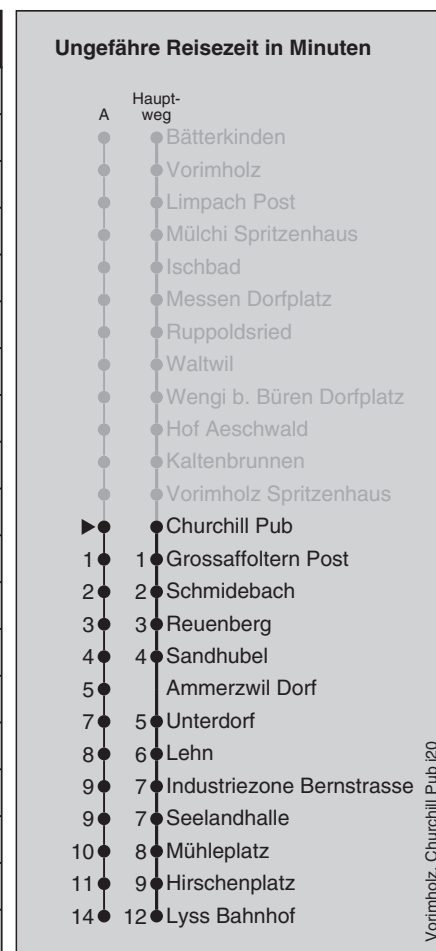 Ungefähre Reisezeit in Minuten
A Haupt-
weg
Bätterkinden
Vorimholz
Limpach Post
Mülchi Spritzenhaus
Ischbad
Messen Dorfplatz
Ruppoldsried
Waltwil
Wengi b. Büren Dorfplatz
Hof Aeschwald
Kaltenbrunnen
Vorimholz Spritzenhaus
Churchill Pub
1 1 Grossaffoltern Post
2 2 Schmidebach
3 3 Reuenberg
4 4 Sandhubel
5 Ammerzwil Dorf
7 5 Unterdorf
8 6 Lehn
9 7 Industriezone Bernstrasse
9 7 Seelandhalle
10 8 Mühleplatz
11 9 Hirschenplatz
14 12 Lyss Bahnhof
Vorimholz, Churchill Pub i20